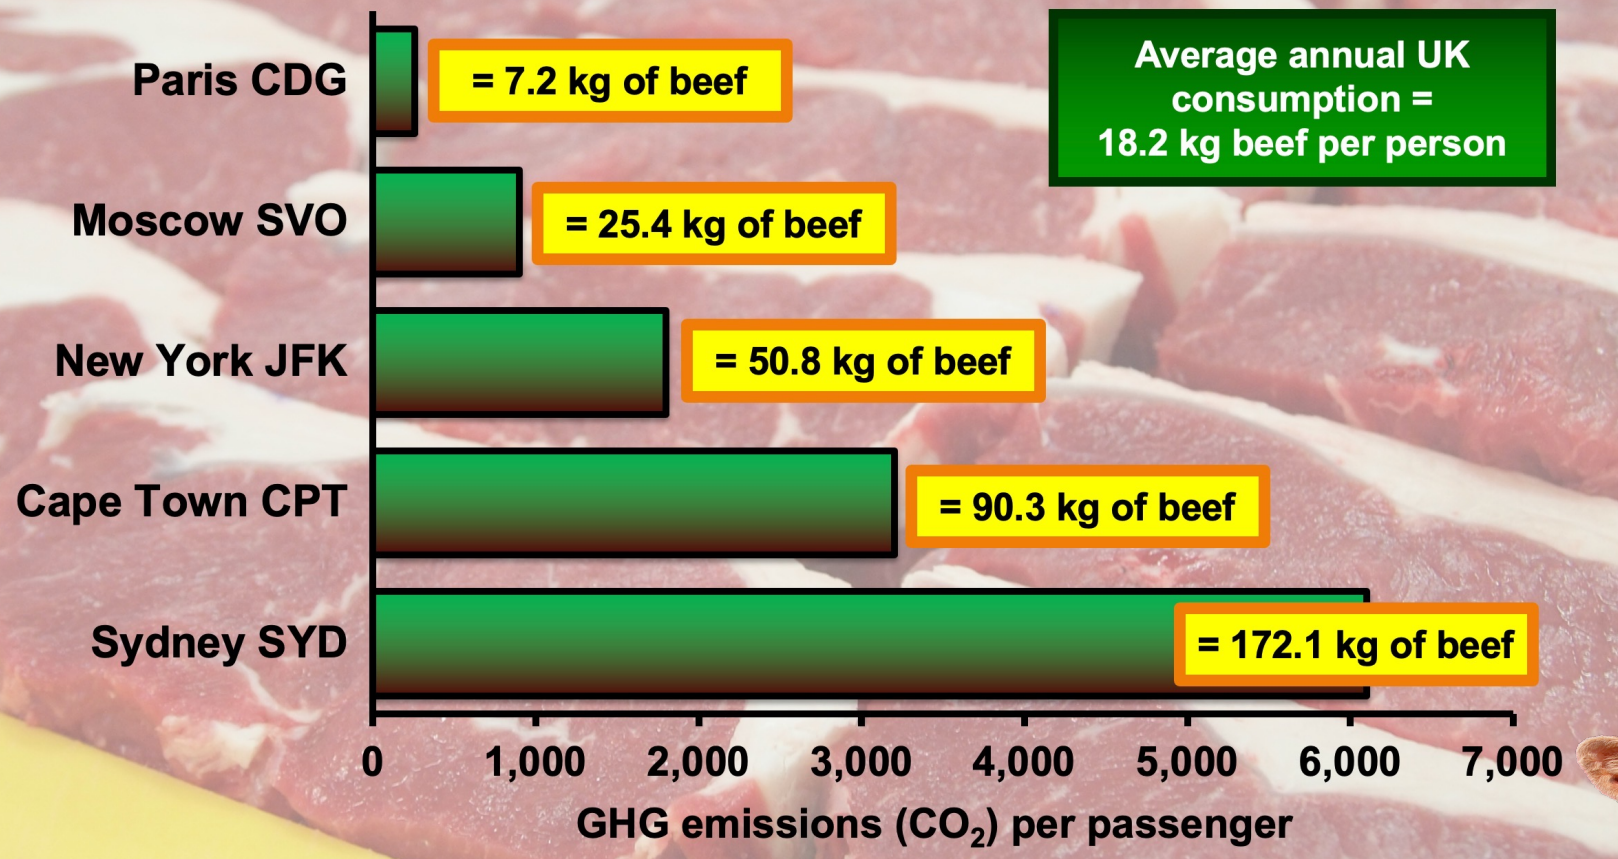 Paris CDG
= 7.2 kg of beef
Average annual UK
consumption =
18.2 kg beef per person
Moscow SVO
= 25.4 kg of beef
New York JFK
= 50.8 kg of beef
Cape Town CPT
= 90.3 kg of beef
Sydney SYD
= 172.1 kg of beef
0 1,000 2,000 3,000 4,000 5,000 6,000 7,000
GHG emissions (CO₂) per passenger